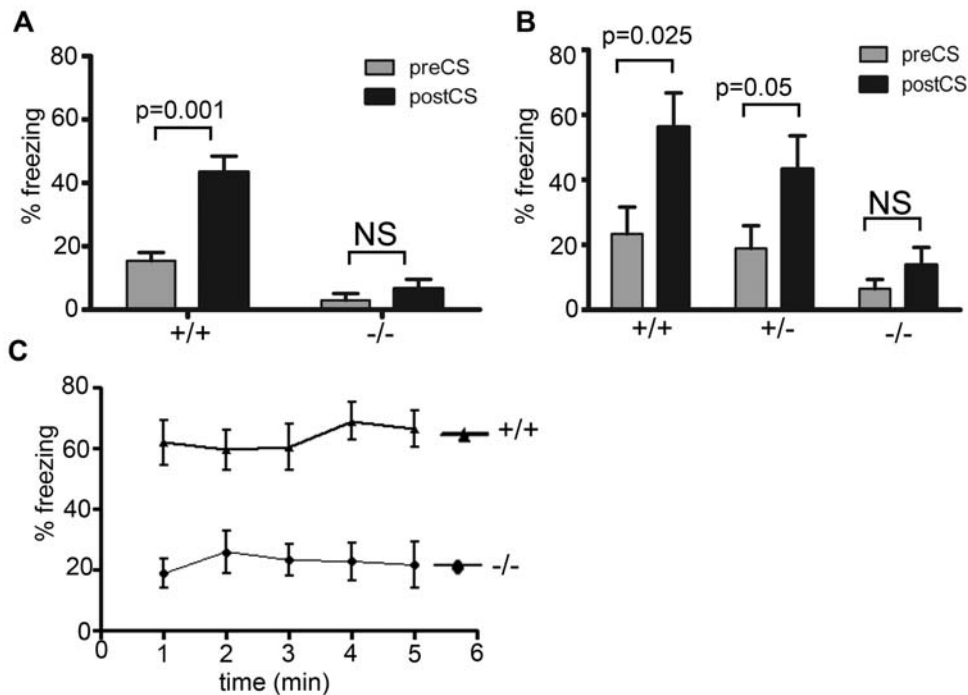 A
% freezing
80
60
40
20
0
preCS
postCS
p=0.001
NS
+/+
-/-
B
% freezing
80
60
40
20
0
preCS
postCS
p=0.025
p=0.05
NS
+/+
+/-
-/-
C
% freezing
80
60
40
20
0
+/+
-/-
0 1 2 3 4 5 6
time (min)